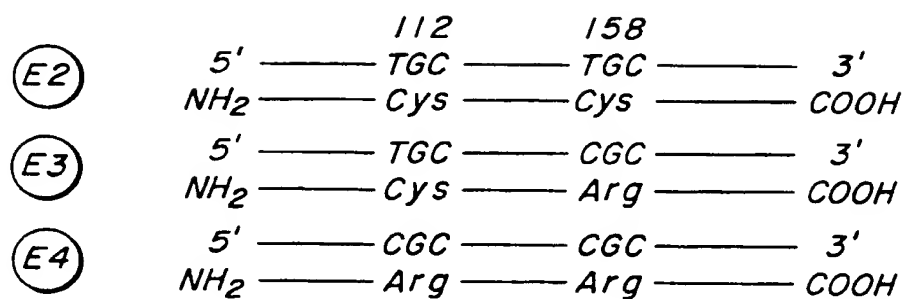 112 158
E2 5' TGC TGC 3'
NH2 Cys Cys COOH
E3 5' TGC CGC 3'
NH2 Cys Arg COOH
E4 5' CGC CGC 3'
NH2 Arg Arg COOH